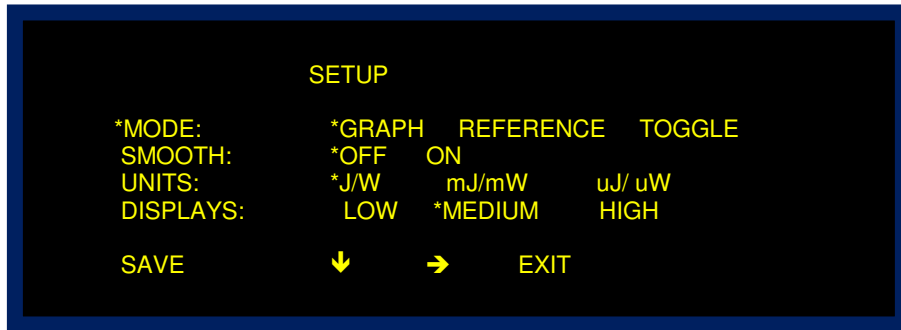 SETUP
*MODE: *GRAPH REFERENCE TOGGLE
SMOOTH: *OFF ON
UNITS: *J/W mJ/mW uJ/ uW
DISPLAYS: LOW *MEDIUM HIGH
SAVE ↓ → EXIT